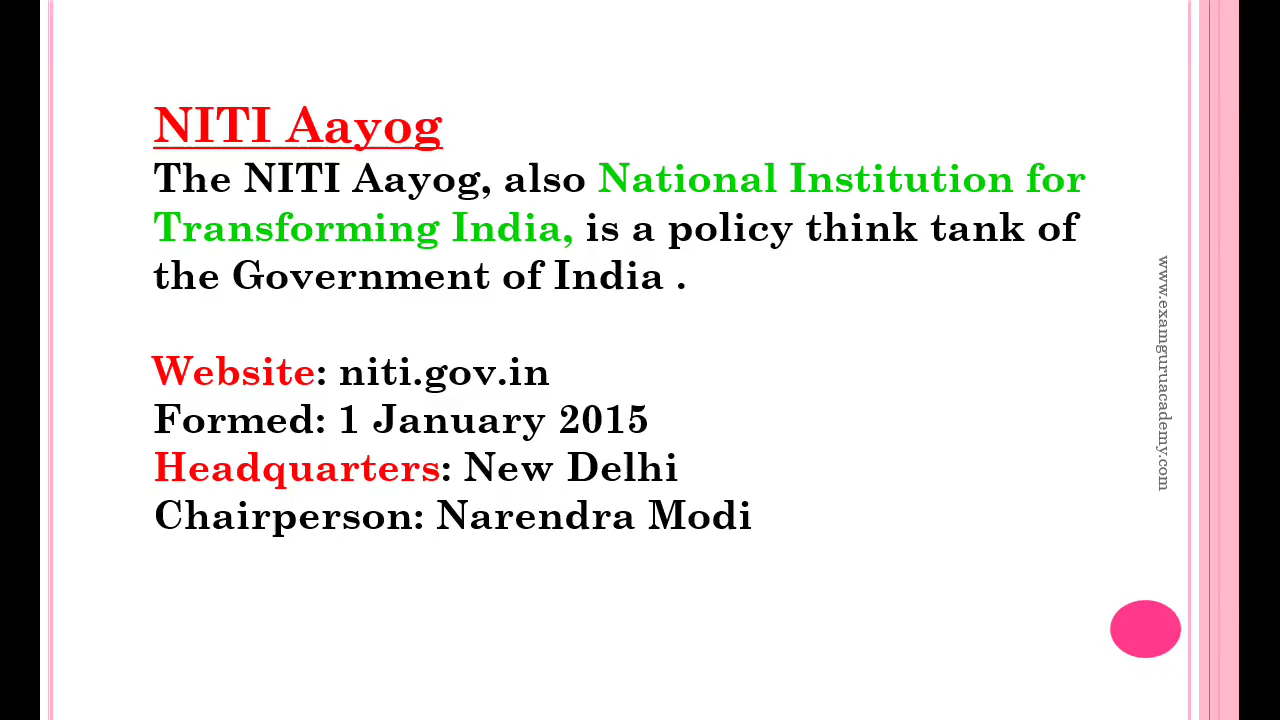 NITI Aayog
The NITI Aayog, also National Institution for
Transforming India, is a policy think tank of
the Government of India .
Website: niti.gov.in
Formed: 1 January 2015
Headquarters: New Delhi
Chairperson: Narendra Modi
www.examguruacademy.com